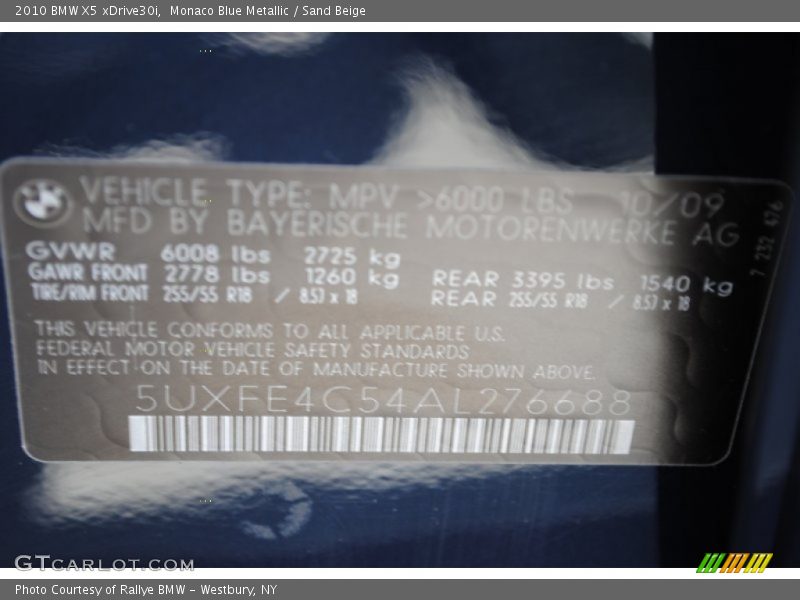 2010 BMW X5 xDrive30i,  Monaco Blue Metallic / Sand Beige
VEHICLE TYPE: MPV >6000 LBS 10/09
MFD BY BAYERISCHE MOTORENWERKE AG
GVWR 6008 lbs 2725 kg
GAWR FRONT 2778 lbs 1260 kg REAR 3395 lbs 1540 kg
TIRE/RIM FRONT 255/55 R18 / 8.5J x 18 REAR 255/55 R18 / 8.5J x 18
THIS VEHICLE CONFORMS TO ALL APPLICABLE U.S.
FEDERAL MOTOR VEHICLE SAFETY STANDARDS
IN EFFECT ON THE DATE OF MANUFACTURE SHOWN ABOVE.
5UXFE4C54AL276688
7 232 676
GTCARLOT.COM
Photo Courtesy of Rallye BMW - Westbury, NY